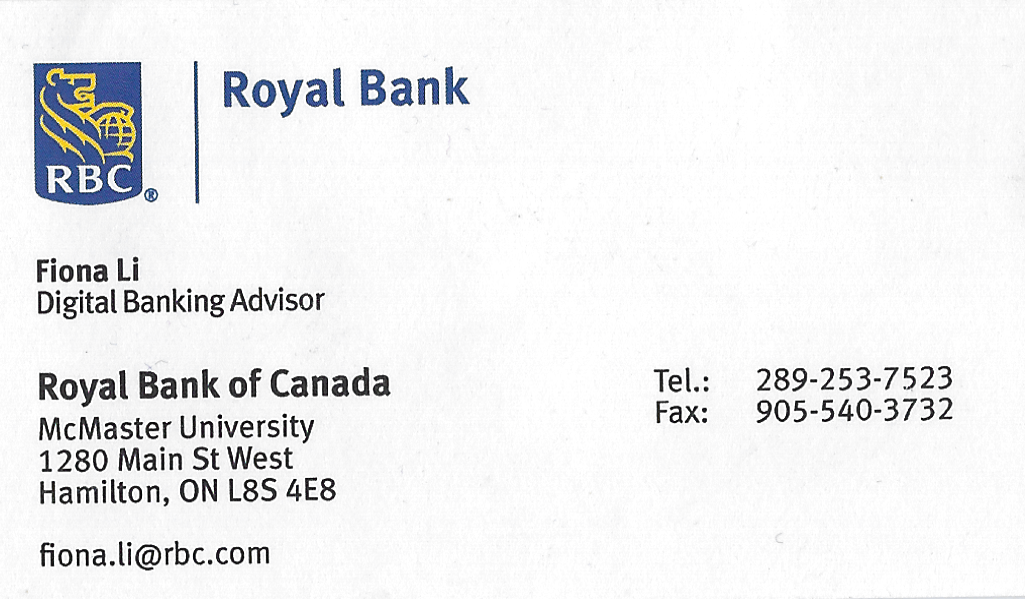 RBC®
Royal Bank
Fiona Li
Digital Banking Advisor
Royal Bank of Canada
McMaster University
1280 Main St West
Hamilton, ON L8S 4E8
Tel.: 289-253-7523
Fax: 905-540-3732
fiona.li@rbc.com